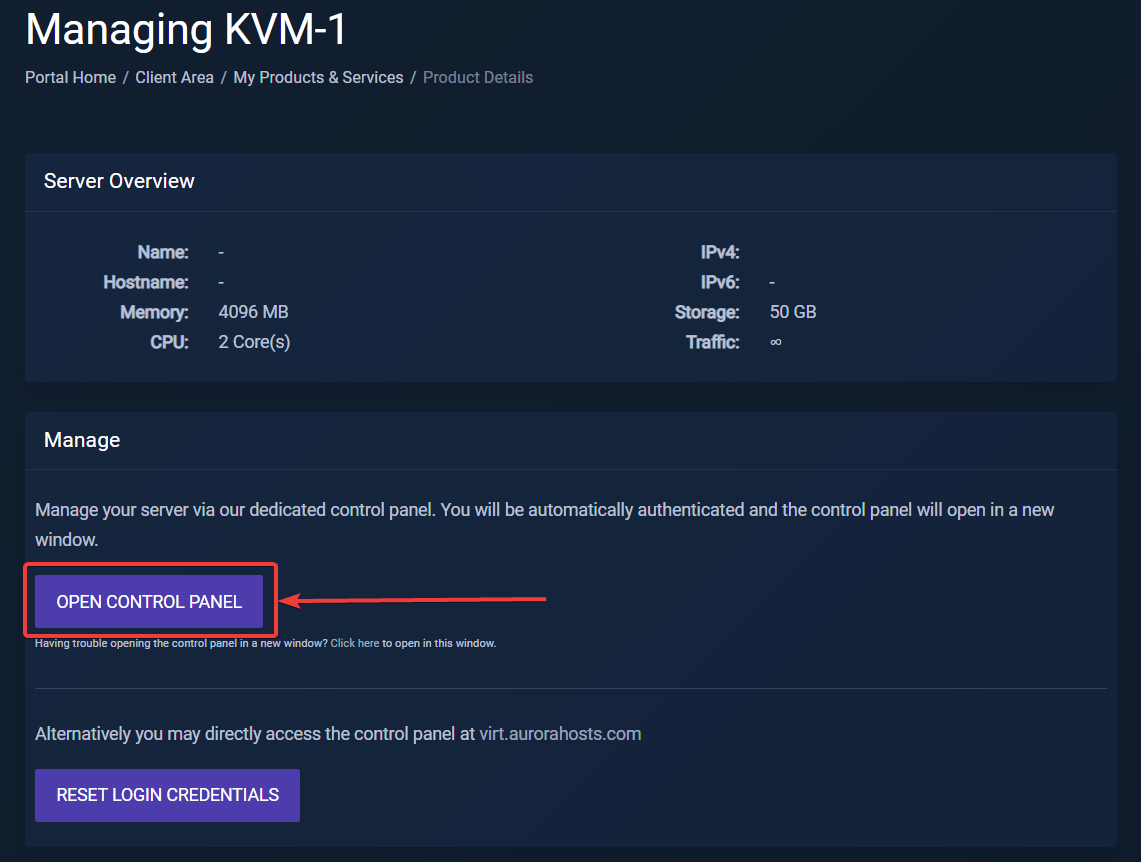 Managing KVM-1
Portal Home / Client Area / My Products & Services / Product Details
Server Overview
Name: -
Hostname: -
Memory: 4096 MB
CPU: 2 Core(s)
IPv4:
IPv6: -
Storage: 50 GB
Traffic: ∞
Manage
Manage your server via our dedicated control panel. You will be automatically authenticated and the control panel will open in a new
window.
OPEN CONTROL PANEL
Having trouble opening the control panel in a new window? Click here to open in this window.
Alternatively you may directly access the control panel at virt.aurorahosts.com
RESET LOGIN CREDENTIALS